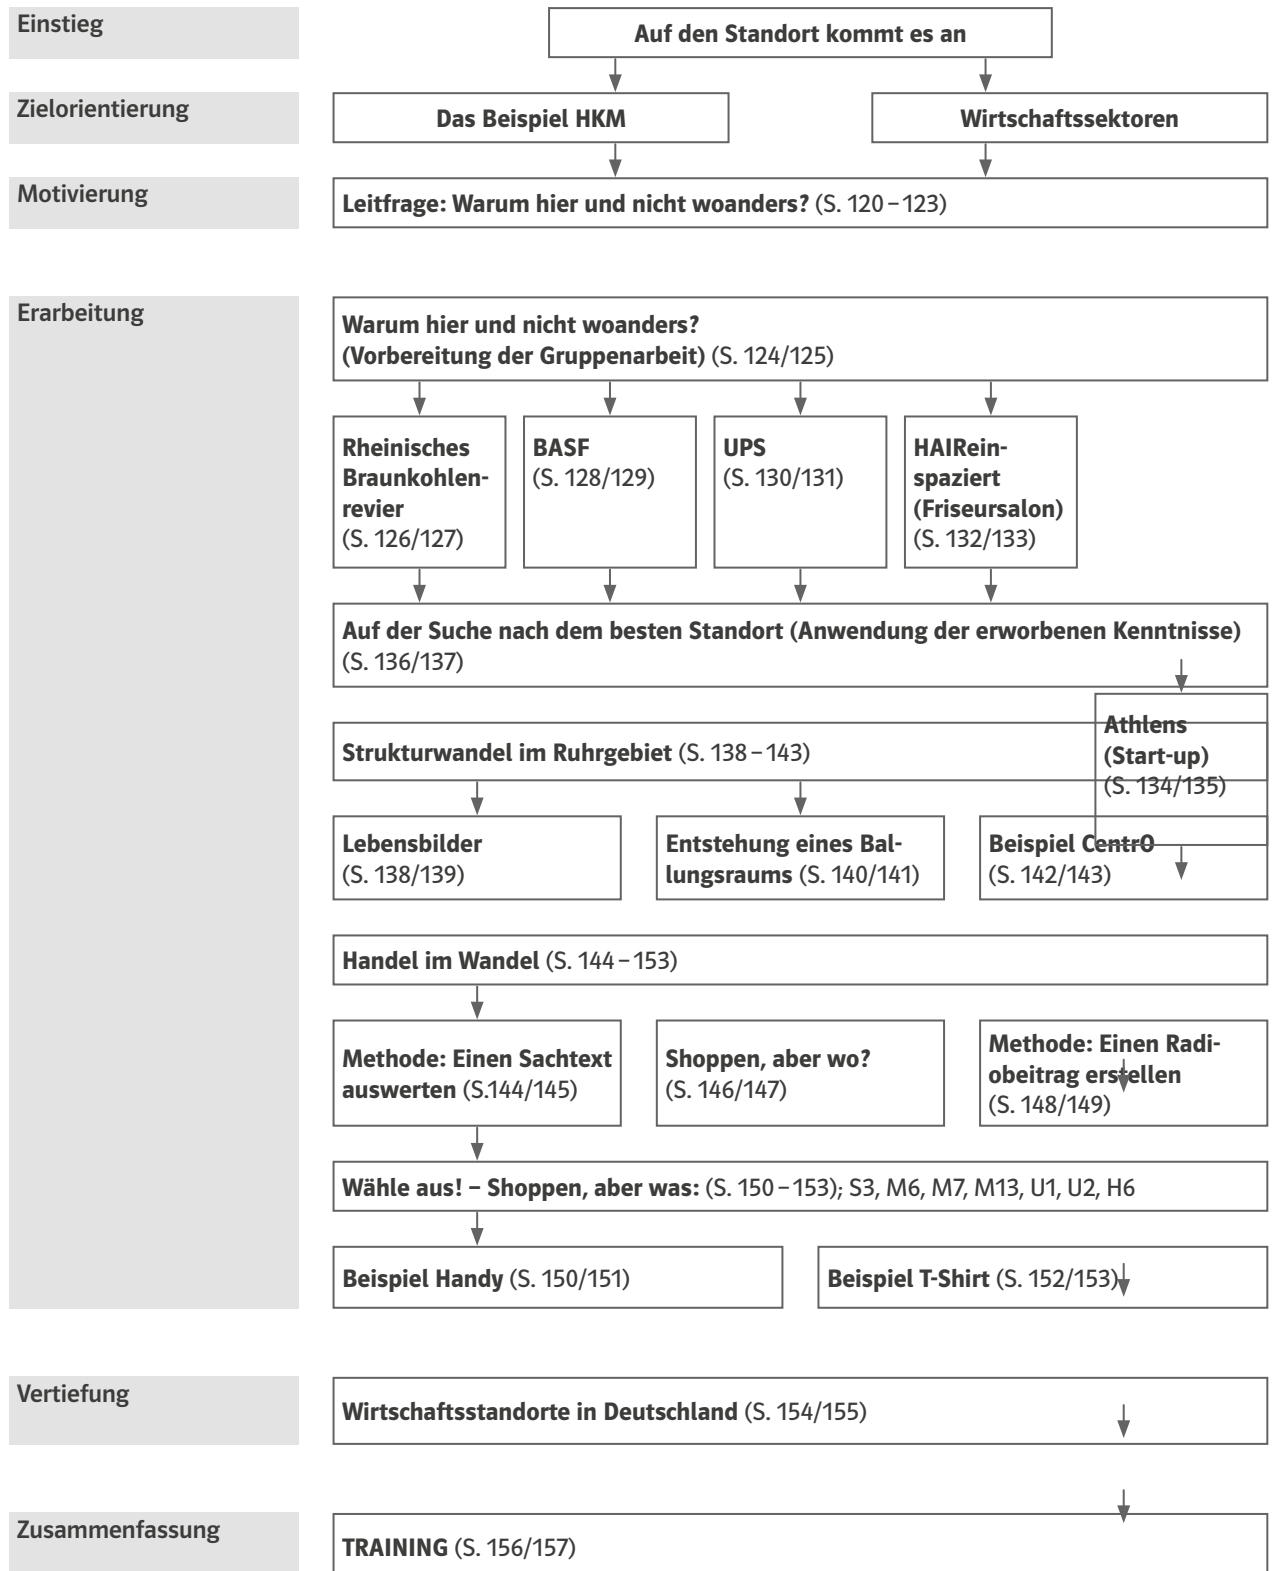 Einstieg
Auf den Standort kommt es an
Zielorientierung
Das Beispiel HKM
Wirtschaftssektoren
Motivierung
Leitfrage: Warum hier und nicht woanders? (S. 120–123)
Erarbeitung
Warum hier und nicht woanders?
(Vorbereitung der Gruppenarbeit) (S. 124/125)
Rheinisches
Braunkohlen-
revier
(S. 126/127)
BASF
(S. 128/129)
UPS
(S. 130/131)
HAIRein-
spaziert
(Friseursalon)
(S. 132/133)
Auf der Suche nach dem besten Standort (Anwendung der erworbenen Kenntnisse)
(S. 136/137)
Athlens
(Start-up)
(S. 134/135)
Strukturwandel im Ruhrgebiet (S. 138–143)
Lebensbilder
(S. 138/139)
Entstehung eines Bal-
lungsraums (S. 140/141)
Beispiel CentrO
(S. 142/143)
Handel im Wandel (S. 144–153)
Methode: Einen Sachtext
auswerten (S.144/145)
Shoppen, aber wo?
(S. 146/147)
Methode: Einen Radi-
obeitrag erstellen
(S. 148/149)
Wähle aus! – Shoppen, aber was: (S. 150–153); S3, M6, M7, M13, U1, U2, H6
Beispiel Handy (S. 150/151)
Beispiel T-Shirt (S. 152/153)
Vertiefung
Wirtschaftsstandorte in Deutschland (S. 154/155)
Zusammenfassung
TRAINING (S. 156/157)